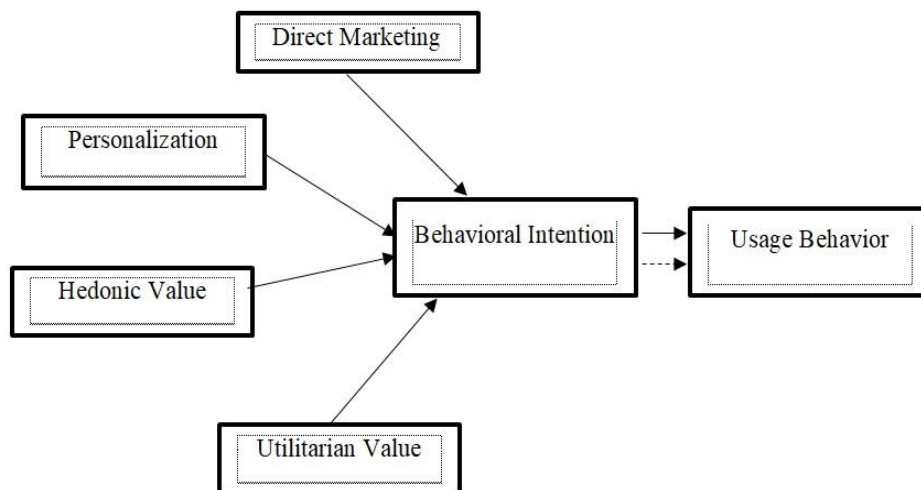 Direct Marketing
Personalization
Behavioral Intention
Usage Behavior
Hedonic Value
Utilitarian Value